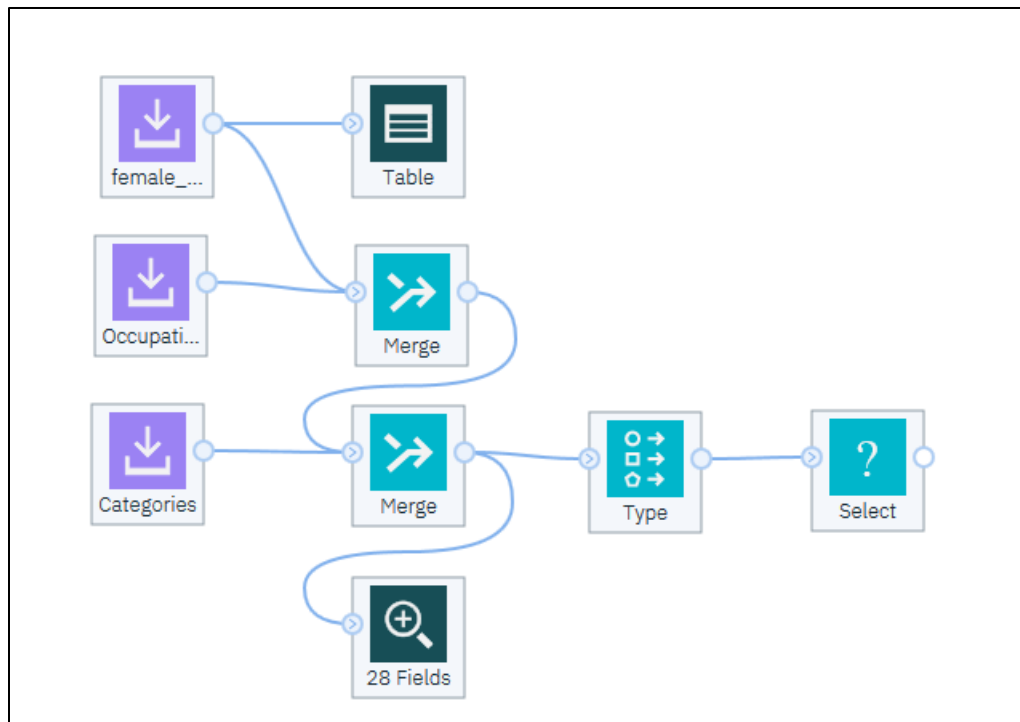 female_...
Table
Occupati...
Merge
Categories
Merge
Type
?
Select
28 Fields